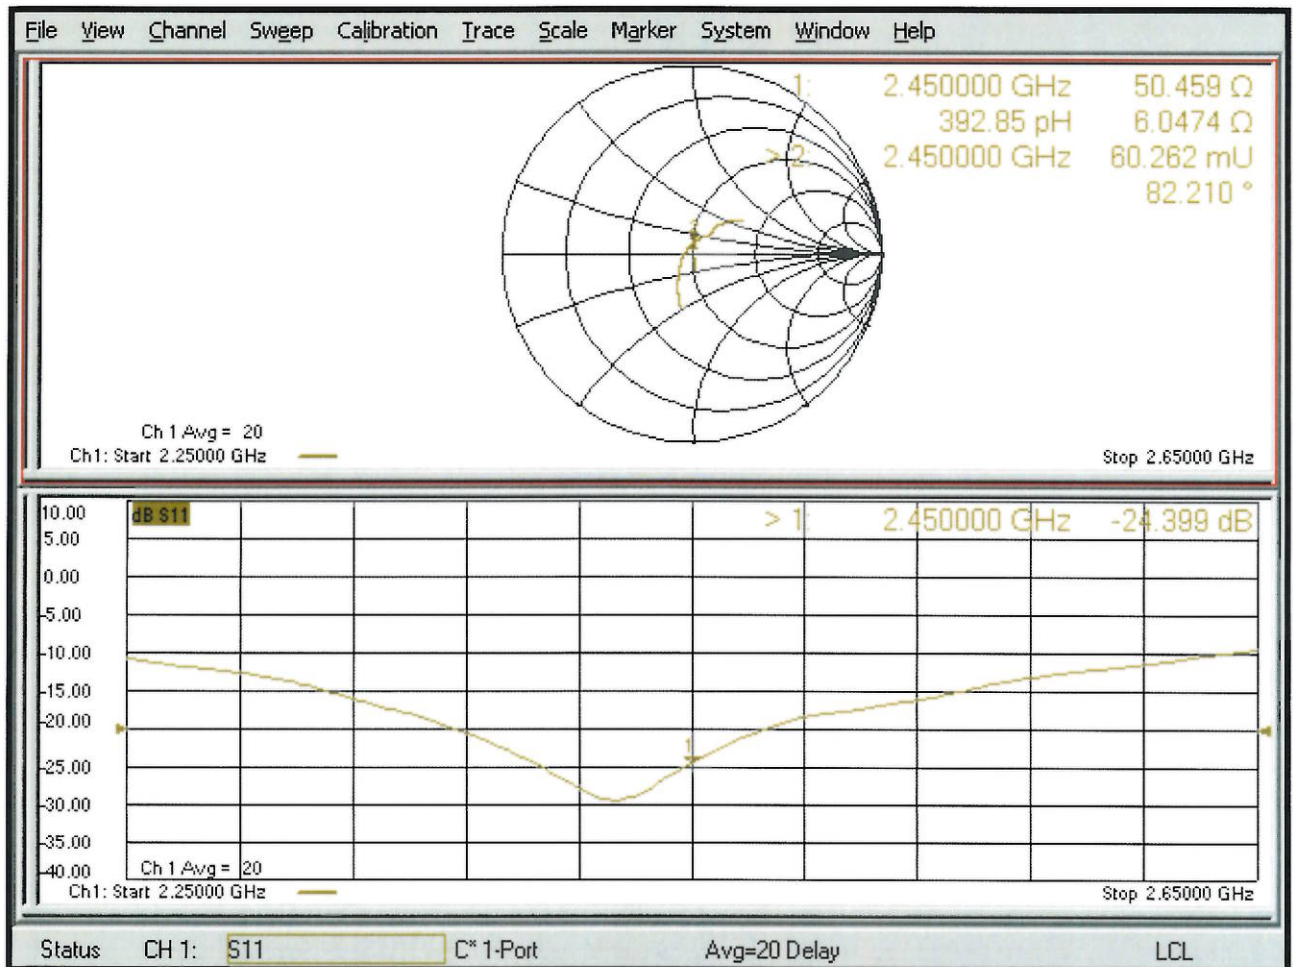 File View Channel Sweep Calibration Trace Scale Marker System Window Help
1: 2.450000 GHz 50.459 Ω
392.85 pH 6.0474 Ω
> 2: 2.450000 GHz 60.262 mU
82.210 °
Ch 1 Avg = 20
Ch1: Start 2.25000 GHz Stop 2.65000 GHz
10.00 dB S11 > 1: 2.450000 GHz -24.399 dB
5.00
0.00
-5.00
-10.00
-15.00
-20.00
1
-25.00
-30.00
-35.00
-40.00 Ch 1 Avg = 20
Ch1: Start 2.25000 GHz Stop 2.65000 GHz
Status CH 1: S11 C* 1-Port Avg=20 Delay LCL